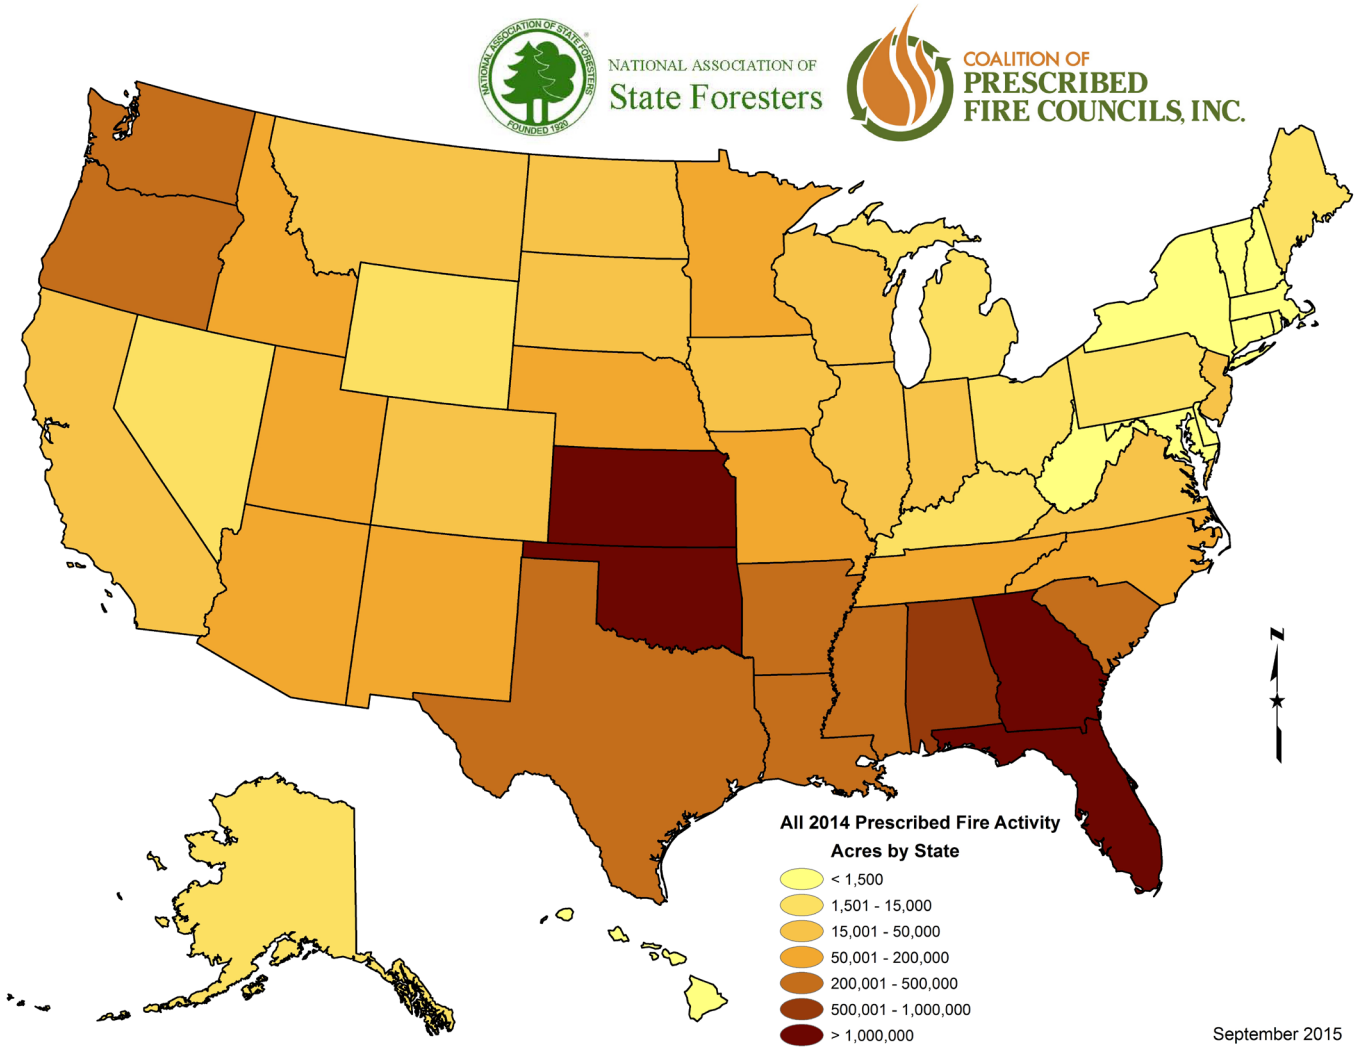 NATIONAL ASSOCIATION OF STATE FORESTERS
FOUNDED 1920
NATIONAL ASSOCIATION OF
State Foresters
COALITION OF
PRESCRIBED
FIRE COUNCILS, INC.
N
All 2014 Prescribed Fire Activity
Acres by State
< 1,500
1,501 - 15,000
15,001 - 50,000
50,001 - 200,000
200,001 - 500,000
500,001 - 1,000,000
> 1,000,000
September 2015